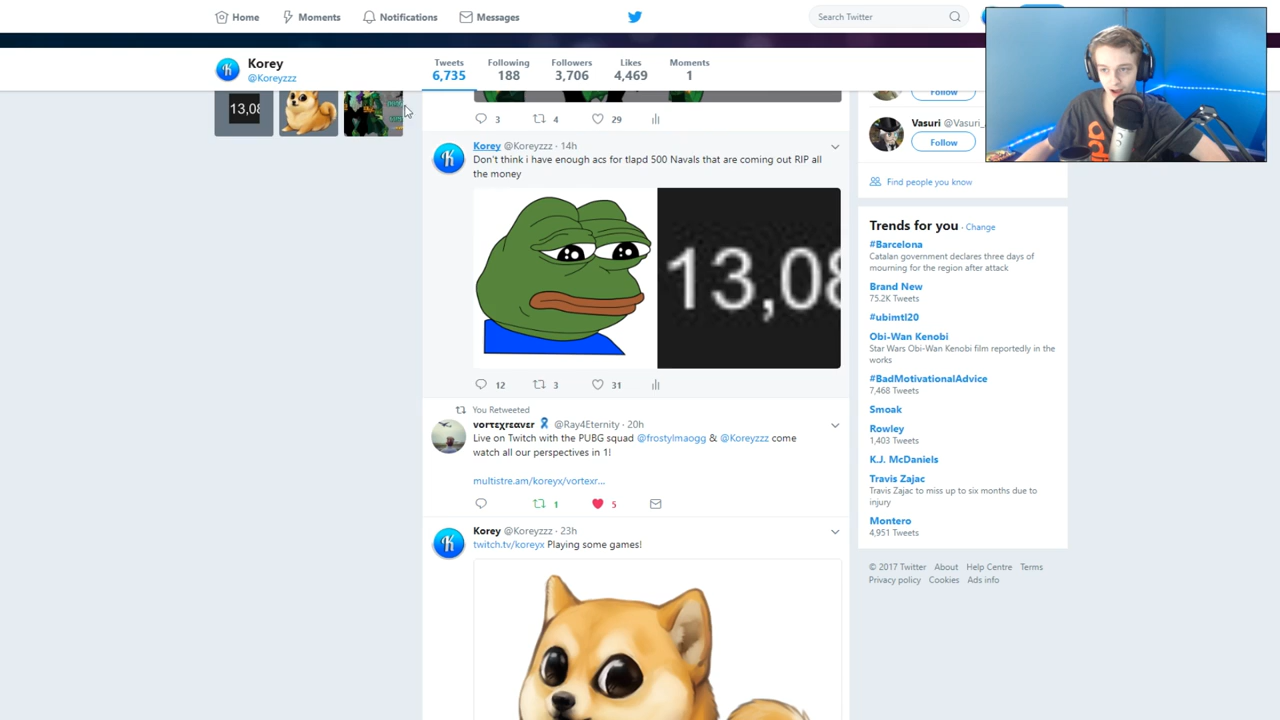 Home
Moments
Notifications
Messages
Search Twitter
Korey
@Koreyzzz
Tweets
6,735
Following
188
Followers
3,706
Likes
4,469
Moments
1
13,08
3
4
29
Korey @Koreyzzz · 14h
Don't think i have enough acs for tlapd 500 Navals that are coming out RIP all
the money
13,08
12
3
31
You Retweeted
vorτεχrεανεr @Ray4Eternity · 20h
Live on Twitch with the PUBG squad @frostylmaogg & @Koreyzzz come
watch all our perspectives in 1!
multistre.am/koreyx/vortexr...
1
5
Korey @Koreyzzz · 23h
twitch.tv/koreyx Playing some games!
Follow
Vasuri @Vasuri_
Follow
Find people you know
Trends for you · Change
#Barcelona
Catalan government declares three days of
mourning for the region after attack
Brand New
75.2K Tweets
#ubimtl20
Obi-Wan Kenobi
Star Wars Obi-Wan Kenobi film reportedly in the
works
#BadMotivationalAdvice
7,468 Tweets
Smoak
Rowley
1,403 Tweets
K.J. McDaniels
Travis Zajac
Travis Zajac to miss up to six months due to
injury
Montero
4,951 Tweets
© 2017 Twitter About Help Centre Terms
Privacy policy Cookies Ads info